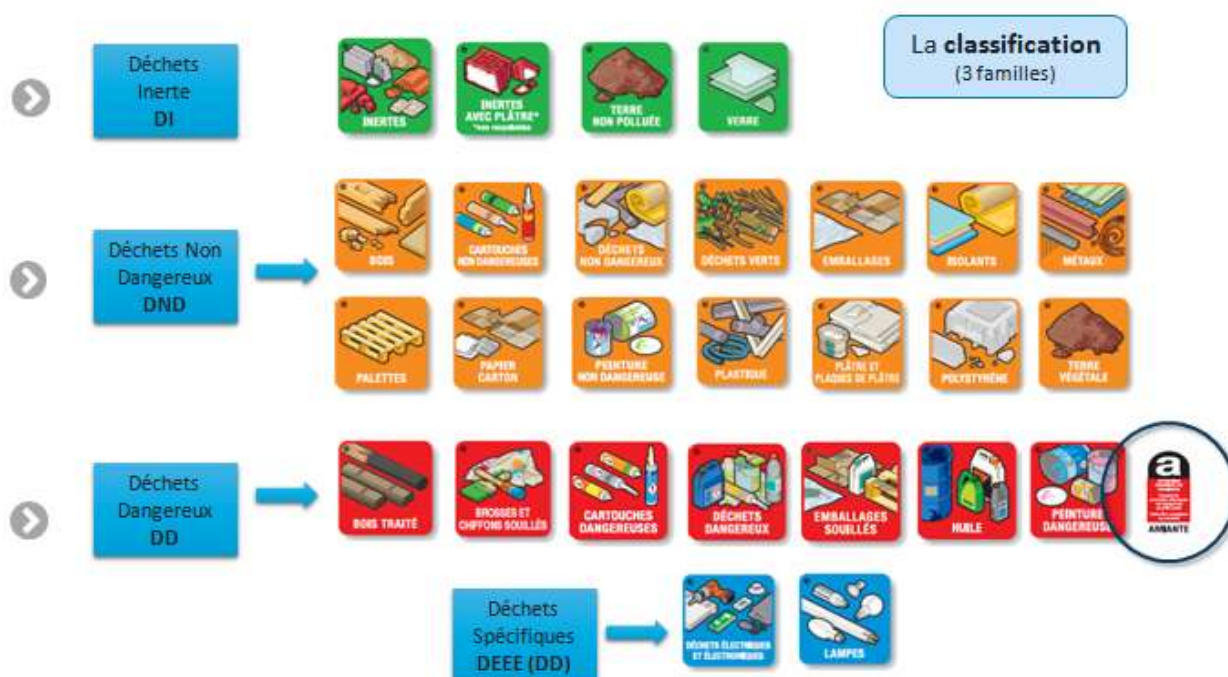 La classification
(3 familles)
Déchets
Inerte
DI
INERTES
INERTES
AVEC PLÂTRE*
TERRE
NON POLLUÉE
VERRE
Déchets Non
Dangereux
DND
BOIS
CARTOUCHES
NON DANGEREUSES
DÉCHETS
NON DANGEREUX
DÉCHETS VERTS
EMBALLAGES
ISOLANTS
MÉTAUX
PALETTES
PAPIER
CARTON
PEINTURE
NON DANGEREUSE
PLASTIQUE
PLÂTRE ET
PLAQUES DE PLÂTRE
POLYSTYRÈNE
TERRE
VÉGÉTALE
Déchets
Dangereux
DD
BOIS TRAITÉ
BROSSES ET
CHIFFONS SOUILLÉS
CARTOUCHES
DANGEREUSES
DÉCHETS
DANGEREUX
EMBALLAGES
SOUILLÉS
HUILE
PEINTURE
DANGEREUSE
a
AMIANTE
Déchets
Spécifiques
DEEE (DD)
DÉCHETS ÉLECTRIQUES
ET ÉLECTRONIQUES
LAMPES